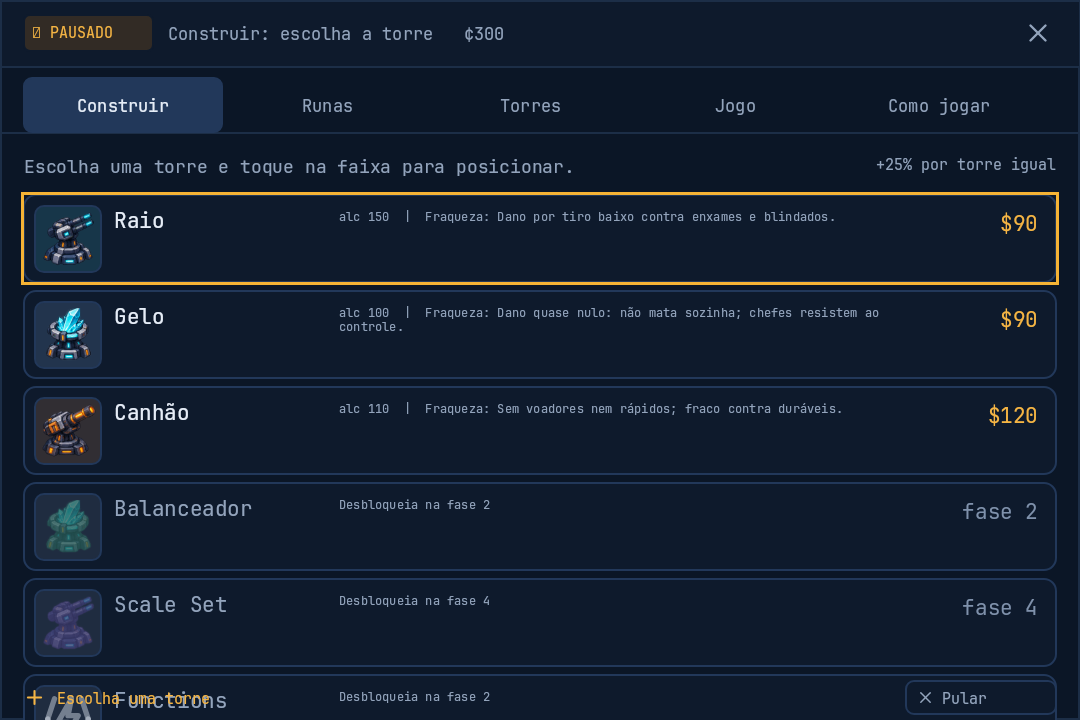 PAUSADO Construir: escolha a torre $300
Construir Runas Torres Jogo Como jogar
Escolha uma torre e toque na faixa para posicionar. +25% por torre igual
Raio alc 150 | Fraqueza: Dano por tiro baixo contra enxames e blindados. $90
Gelo alc 100 | Fraqueza: Dano quase nulo: não mata sozinha; chefes resistem ao $90
controle.
Canhão alc 110 | Fraqueza: Sem voadores nem rápidos; fraco contra duráveis. $120
Balanceador Desbloqueia na fase 2 fase 2
Scale Set Desbloqueia na fase 4 fase 4
Functions Desbloqueia na fase 2
+ Escolha uma torre Pular